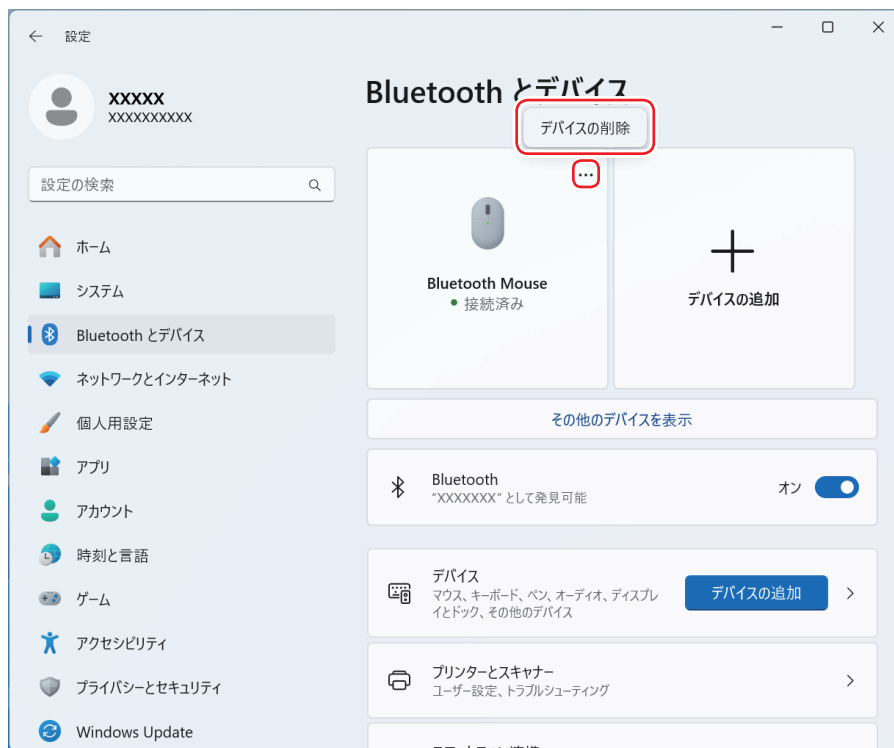 設定
XXXXX
XXXXXXXXXX
設定の検索
ホーム
システム
Bluetooth とデバイス
ネットワークとインターネット
個人用設定
アプリ
アカウント
時刻と言語
ゲーム
アクセシビリティ
プライバシーとセキュリティ
Windows Update
Bluetooth とデバイス
デバイスの削除
Bluetooth Mouse
接続済み
デバイスの追加
その他のデバイスを表示
Bluetooth
“XXXXXXX” として発見可能
オン
デバイス
マウス、キーボード、ペン、オーディオ、ディスプレ
イとドック、その他のデバイス
デバイスの追加
プリンターとスキャナー
ユーザー設定、トラブルシューティング